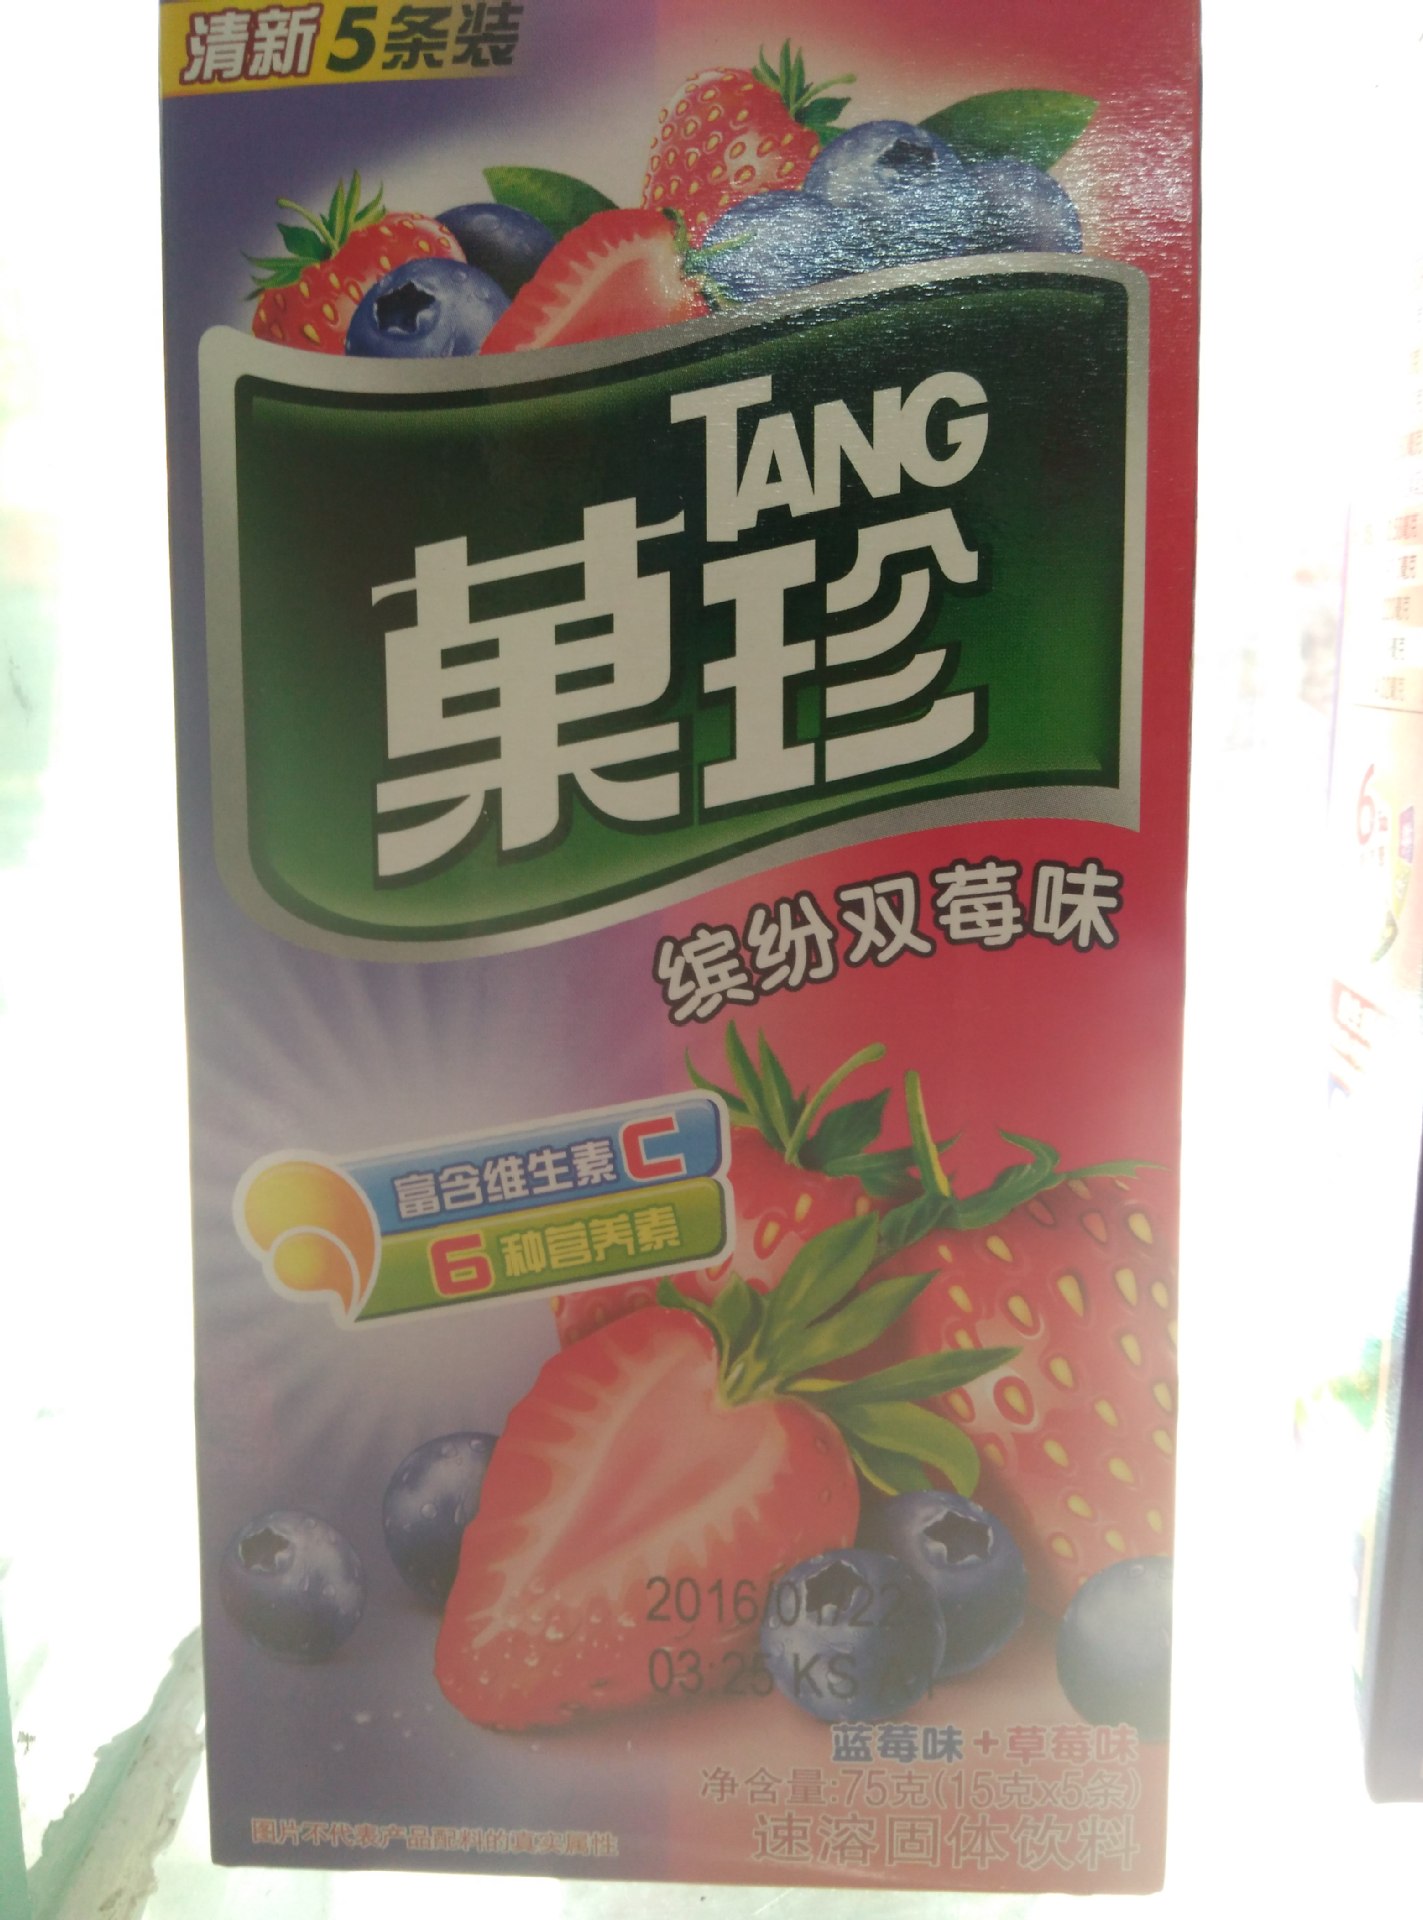 清新5条装
TANG
菓珍
缤纷双莓味
富含维生素C
6种营养素
2016/01/22
03:25 KS
蓝莓味+草莓味
净含量:75克(15克x5条)
速溶固体饮料
图片不代表产品配料的真实属性